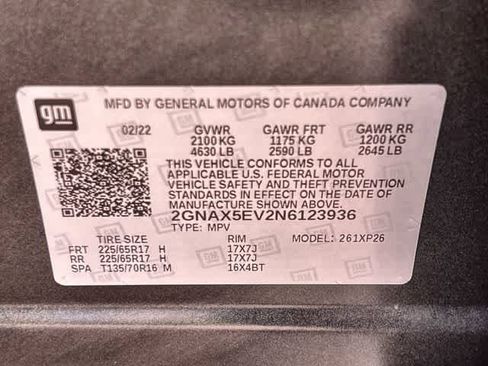 gm
MFD BY GENERAL MOTORS OF CANADA COMPANY
02/22 GVWR GAWR FRT GAWR RR
2100 KG 1175 KG 1200 KG
4630 LB 2590 LB 2645 LB
THIS VEHICLE CONFORMS TO ALL
APPLICABLE U.S. FEDERAL MOTOR
VEHICLE SAFETY AND THEFT PREVENTION
STANDARDS IN EFFECT ON THE DATE OF
MANUFACTURE SHOWN ABOVE.
2GNAX5EV2N6123936
TYPE: MPV
TIRE SIZE RIM MODEL: 261XP26
FRT 225/65R17 H 17X7J
RR 225/65R17 H 17X7J
SPA T135/70R16 M 16X4BT